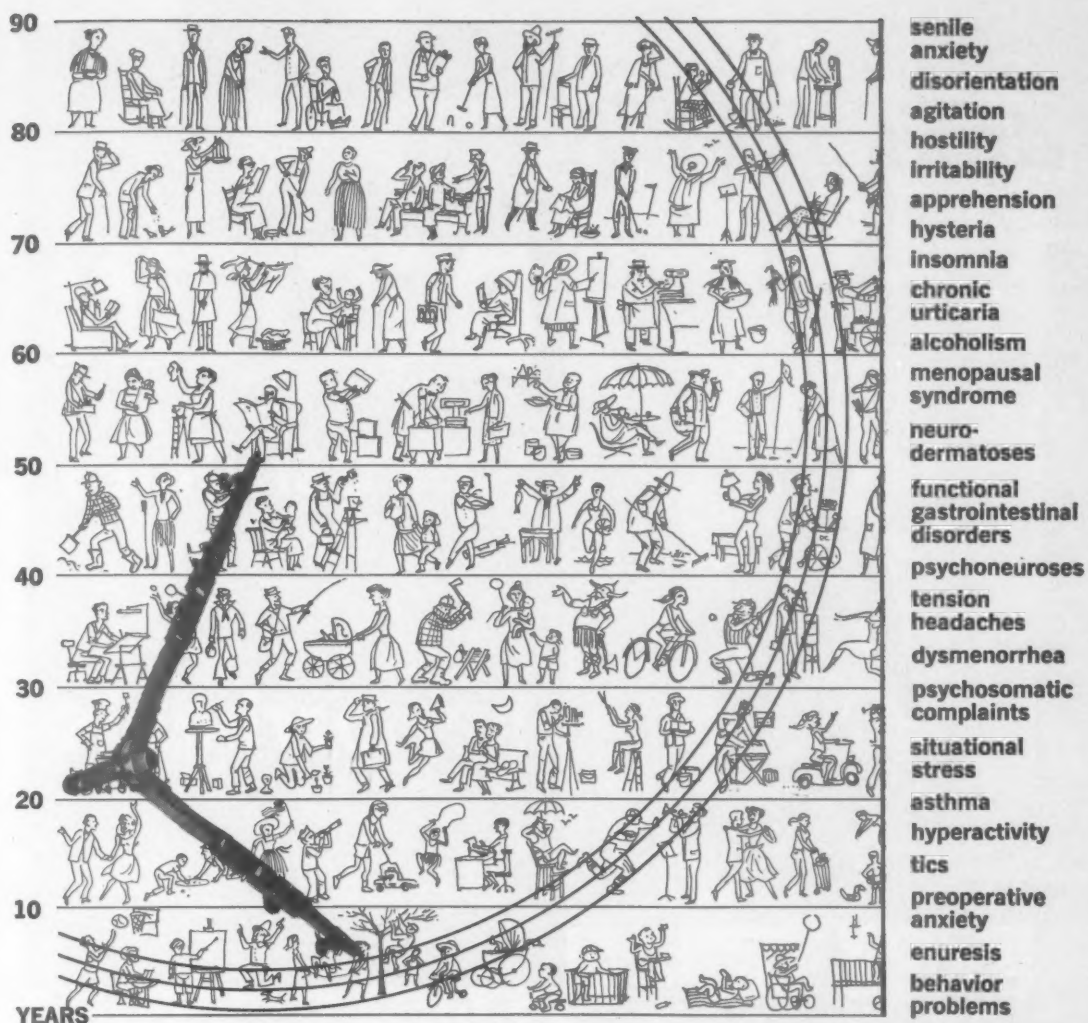 90
80
70
60
50
40
30
20
10
YEARS
senile
anxiety
disorientation
agitation
hostility
irritability
apprehension
hysteria
insomnia
chronic
urticaria
alcoholism
menopausal
syndrome
neuro-
dermatoses
functional
gastrointestinal
disorders
psychoneuroses
tension
headaches
dysmenorrhea
psychosomatic
complaints
situational
stress
asthma
hyperactivity
tics
preoperative
anxiety
enuresis
behavior
problems